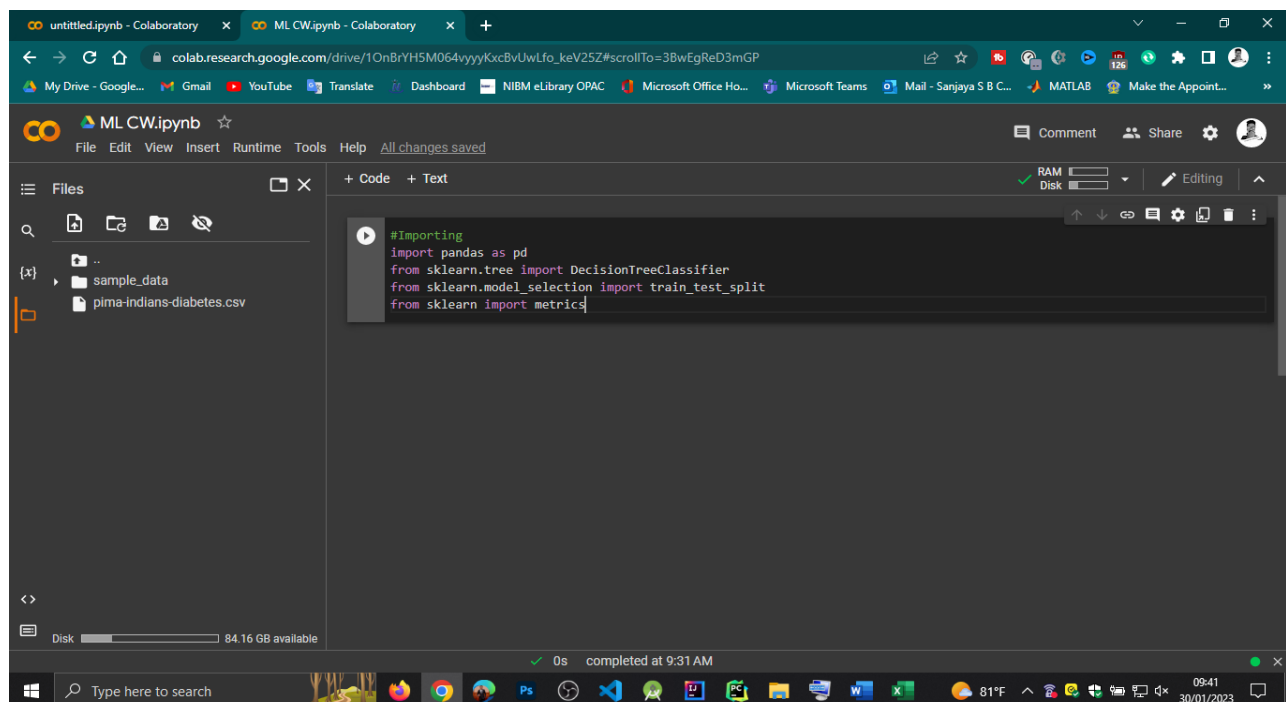 untittled.ipynb - Colaboratory
ML CW.ipynb - Colaboratory
colab.research.google.com/drive/1OnBrYH5M064vyyyKxcBvUwLfo_keV25Z#scrollTo=3BwEgReD3mGP
126
My Drive - Google... Gmail YouTube Translate Dashboard NIBM eLibrary OPAC Microsoft Office Ho... Microsoft Teams Mail - Sanjaya S B C... MATLAB Make the Appoint... »
ML CW.ipynb
Comment Share
File Edit View Insert Runtime Tools Help All changes saved
Files
+ Code + Text
RAM
Disk
Editing
{x}
..
sample_data
pima-indians-diabetes.csv
#Importing
import pandas as pd
from sklearn.tree import DecisionTreeClassifier
from sklearn.model_selection import train_test_split
from sklearn import metrics
<>
Disk 84.16 GB available
0s completed at 9:31 AM
Type here to search
Ps
81°F
09:41
30/01/2023